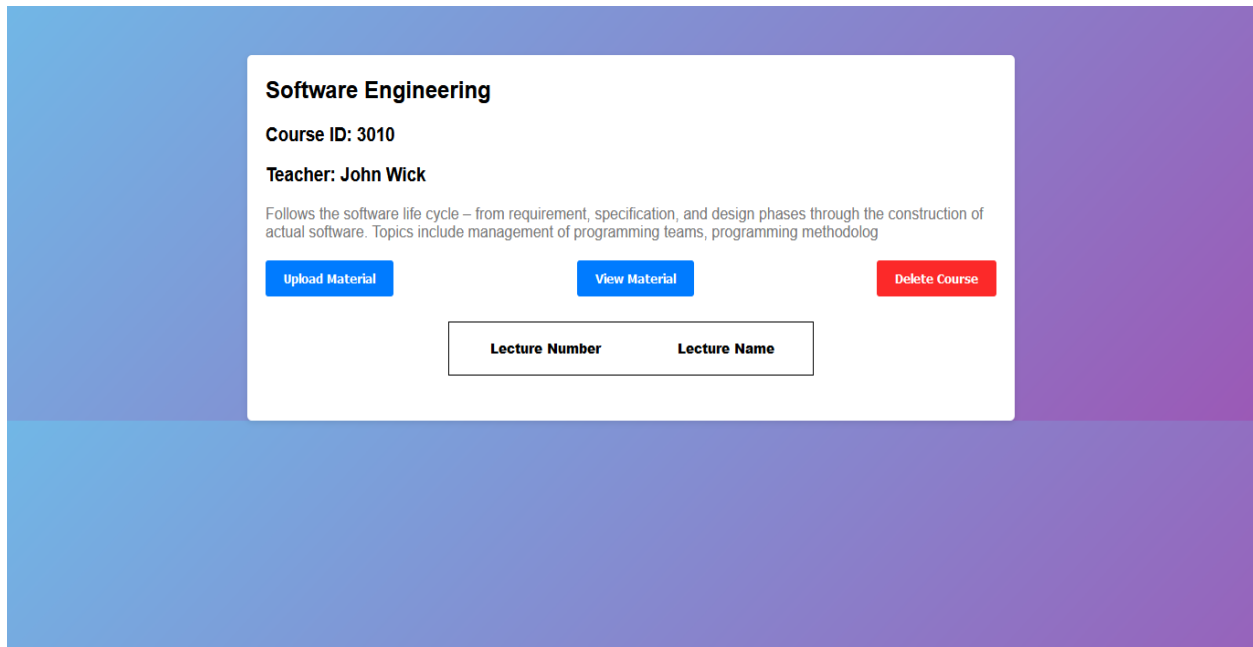 Software Engineering
Course ID: 3010
Teacher: John Wick
Follows the software life cycle – from requirement, specification, and design phases through the construction of
actual software. Topics include management of programming teams, programming methodolog
Upload Material View Material Delete Course
Lecture Number Lecture Name